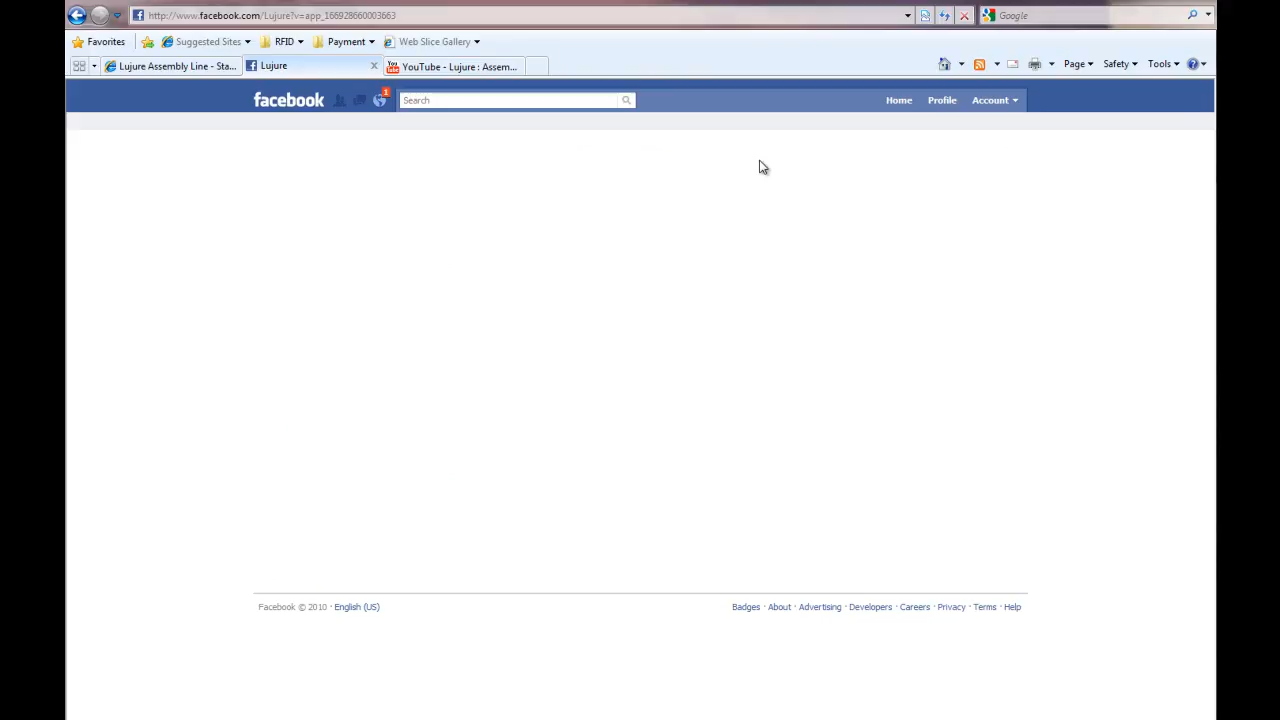 http://www.facebook.com/Lujure?v=app_166928660003663
Google
Favorites Suggested Sites RFID Payment Web Slice Gallery
Lujure Assembly Line - Sta... Lujure YouTube - Lujure : Assem... Page Safety Tools
facebook 1 Search Home Profile Account
Facebook © 2010 · English (US) Badges · About · Advertising · Developers · Careers · Privacy · Terms · Help